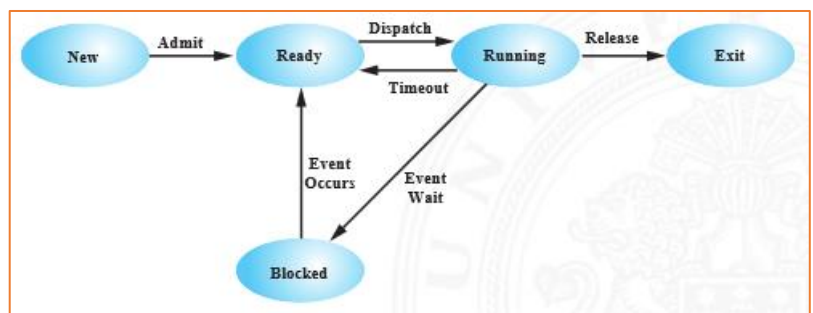 Dispatch
Admit
Release
New
Ready
Running
Exit
Timeout
Event
Occurs
Event
Wait
Blocked